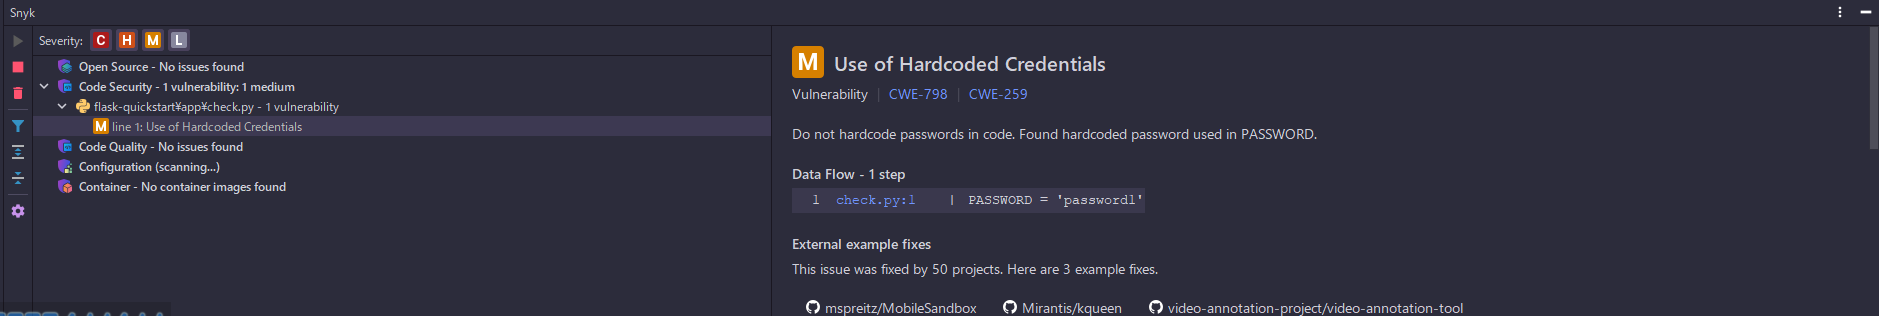 Snyk
Severity: C H M L
Open Source - No issues found
Code Security - 1 vulnerability: 1 medium
flask-quickstart¥app¥check.py - 1 vulnerability
M line 1: Use of Hardcoded Credentials
Code Quality - No issues found
Configuration (scanning...)
Container - No container images found
M Use of Hardcoded Credentials
Vulnerability | CWE-798 | CWE-259
Do not hardcode passwords in code. Found hardcoded password used in PASSWORD.
Data Flow - 1 step
1 check.py:1 | PASSWORD = 'password1'
External example fixes
This issue was fixed by 50 projects. Here are 3 example fixes.
mspreitz/MobileSandbox Mirantis/kqueen video-annotation-project/video-annotation-tool